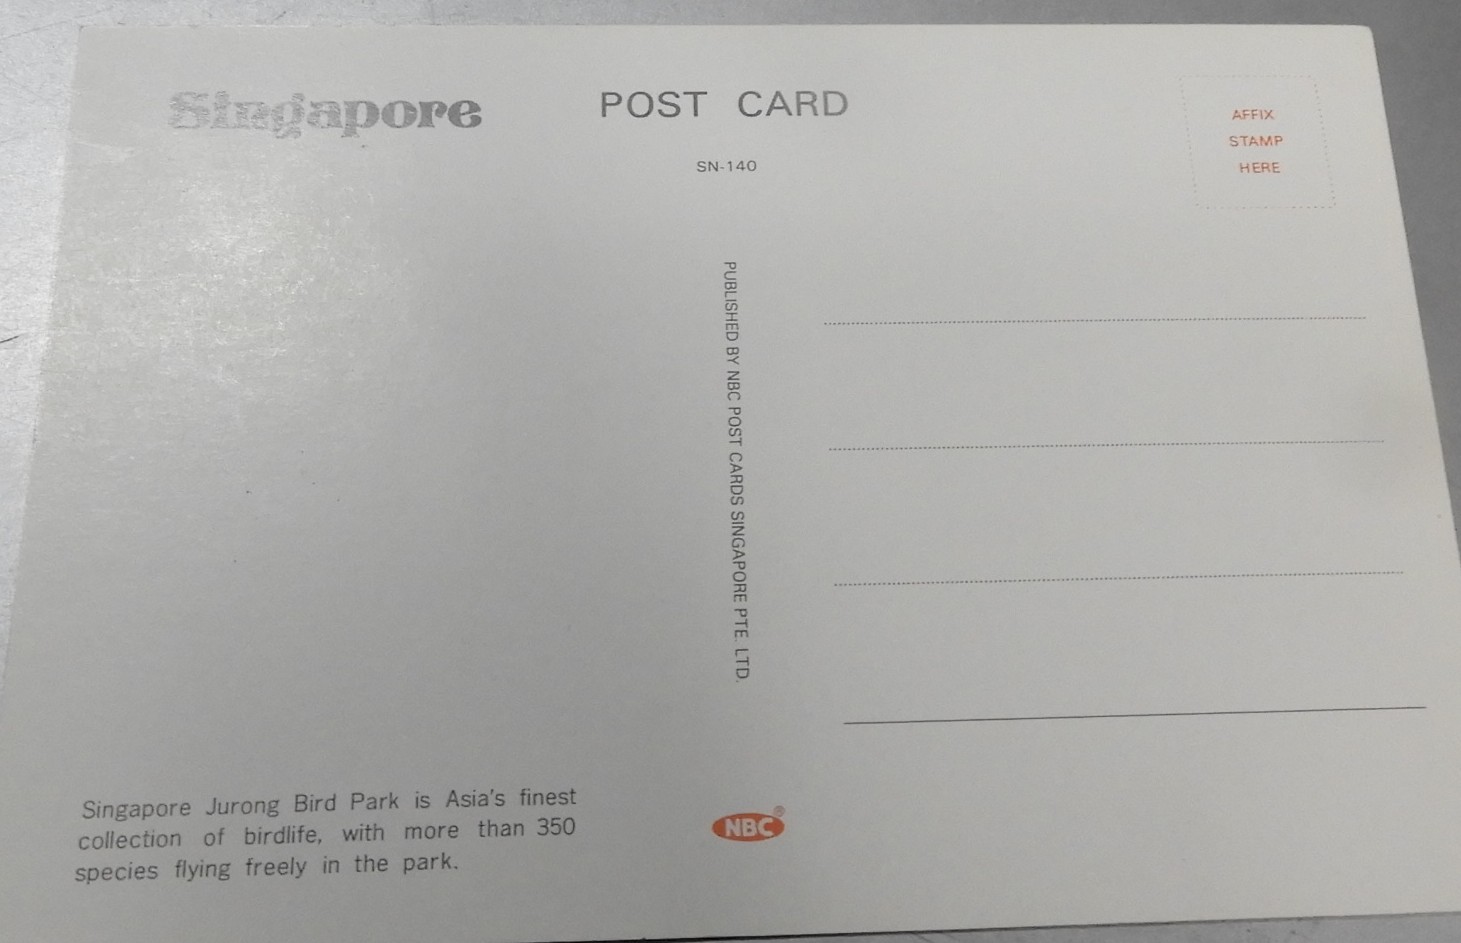 Singapore
POST CARD
SN-140
AFFIX
STAMP
HERE
PUBLISHED BY NBC POST CARDS SINGAPORE PTE. LTD.
Singapore Jurong Bird Park is Asia's finest
collection of birdlife, with more than 350
species flying freely in the park.
NBC®